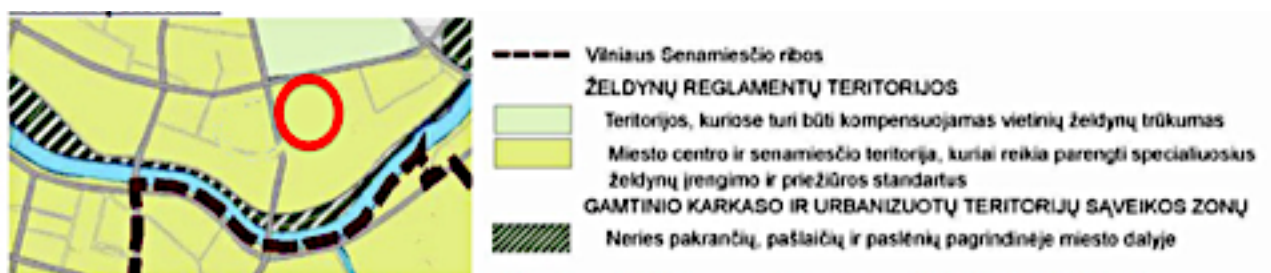 Vilniaus Senamiesčio ribos
ŽELDYNŲ REGLAMENTŲ TERITORIJOS
Teritorijos, kuriose turi būti kompensuojamas vietinių želdynų trūkumas
Miesto centro ir senamiesčio teritorija, kuriai reikia parengti specialiuosius
želdynų įrengimo ir priežiūros standartus
GAMTINIO KARKASO IR URBANIZUOTŲ TERITORIJŲ SĄVEIKOS ZONŲ
Neries pakrančių, pašlaičių ir paslėnių pagrindinėje miesto dalyje